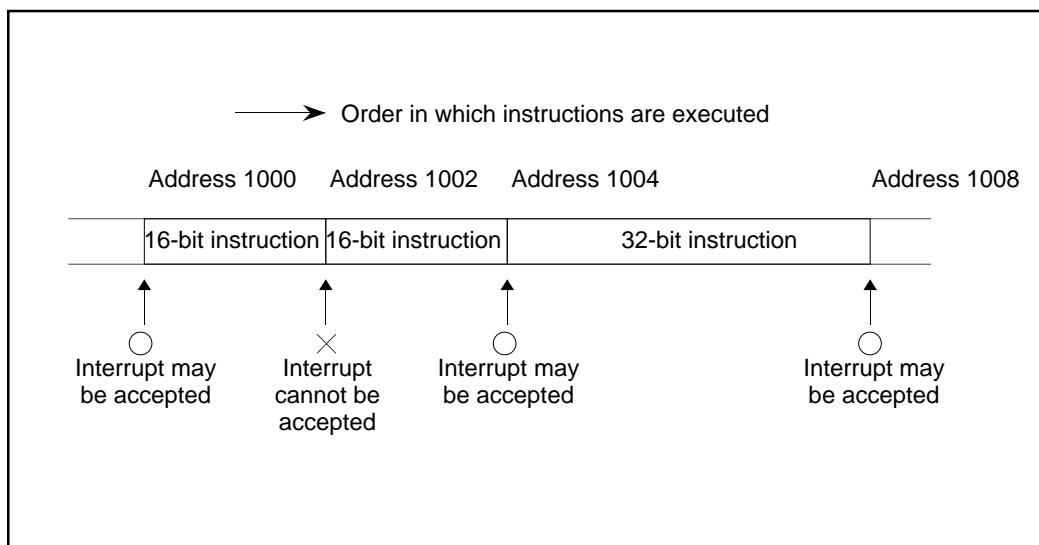 Order in which instructions are executed
Address 1000
Address 1002
Address 1004
Address 1008
16-bit instruction
16-bit instruction
32-bit instruction
Interrupt may
be accepted
Interrupt
cannot be
accepted
Interrupt may
be accepted
Interrupt may
be accepted